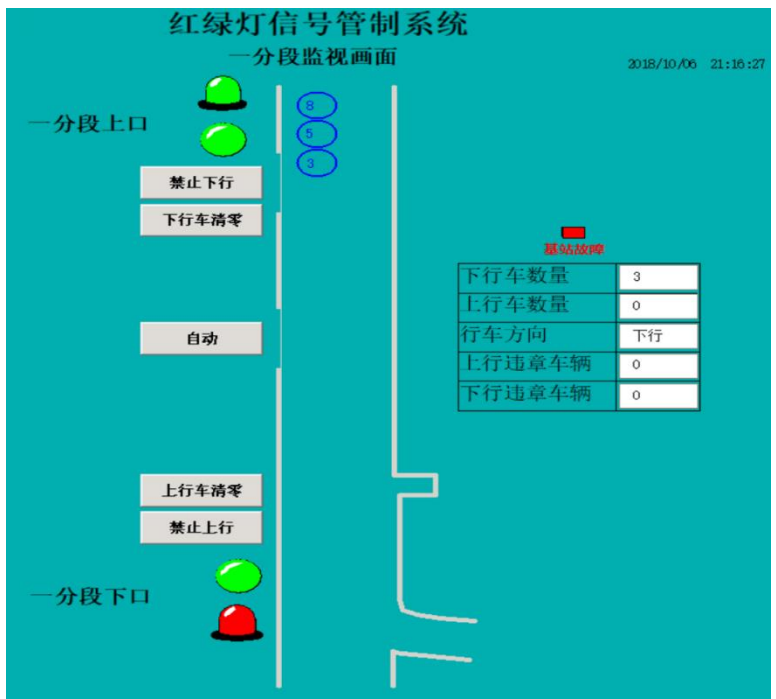 红绿灯信号管制系统
一分段监视画面
2018/10/06 21:16:27
8
一分段上口
5
3
禁止下行
下行车清零
基站故障
下行车数量 3
上行车数量 0
自动
行车方向 下行
上行违章车辆 0
下行违章车辆 0
上行车清零
禁止上行
一分段下口